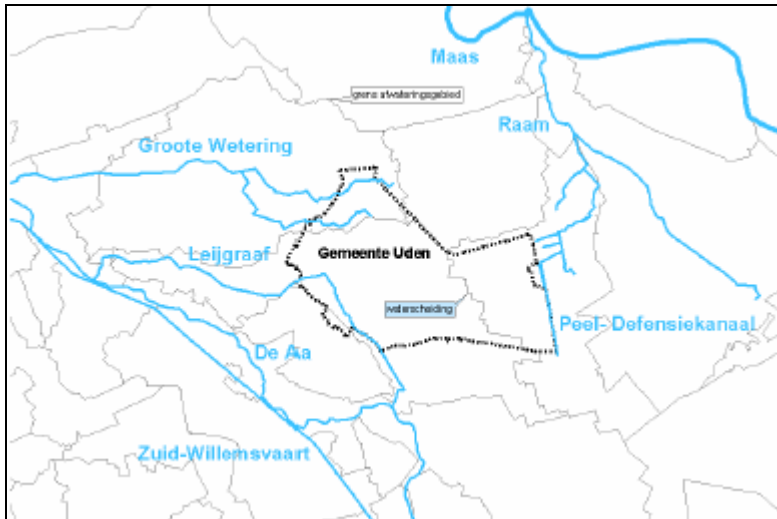 Maas
grens afwateringsgebied
Raam
Groote Wetering
Leijgraaf
Gemeente Uden
waterscheiding
Peel-Defensiekanaal
De Aa
Zuid-Willemsvaart